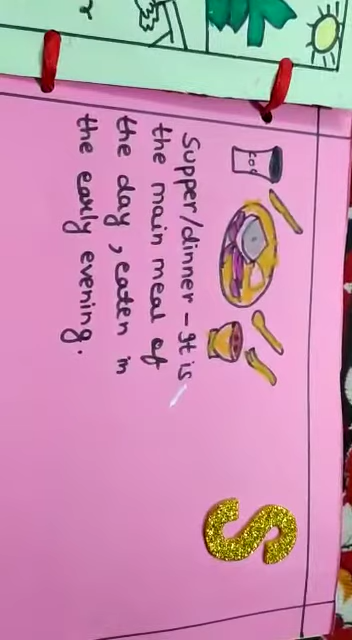 S
Supper/dinner - It is
the main meal of
the day, eaten in
the early evening.